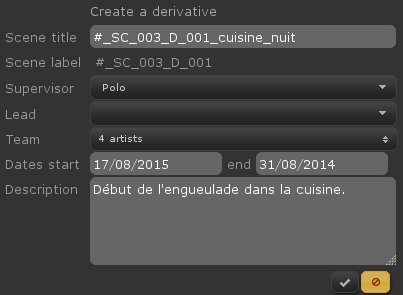 Create a derivative
Scene title #_SC_003_D_001_cuisine_nuit
Scene label #_SC_003_D_001
Supervisor Polo
Lead
Team 4 artists
Dates start 17/08/2015 end 31/08/2014
Description Début de l'engueulade dans la cuisine.